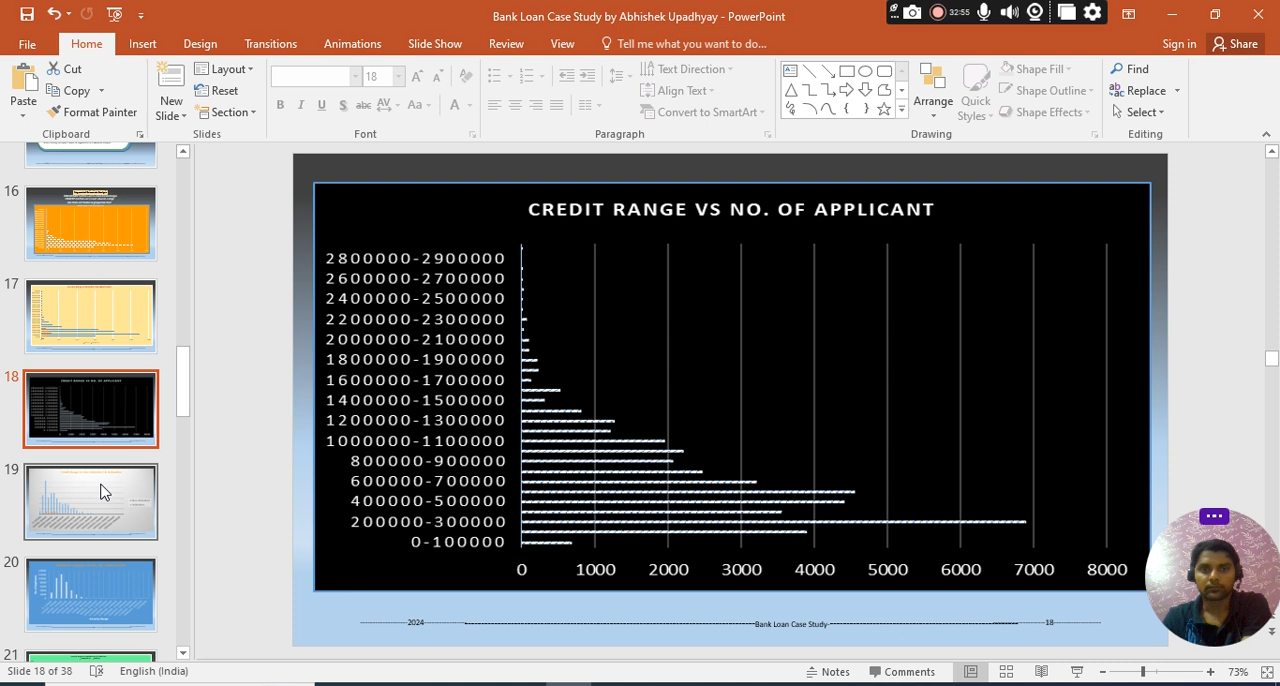 Bank Loan Case Study by Abhishek Upadhyay - PowerPoint
32:55
File
Home
Insert
Design
Transitions
Animations
Slide Show
Review
View
Tell me what you want to do...
Sign in
Share
Paste
Cut
Copy
Format Painter
Clipboard
New
Slide
Layout
Reset
Section
Slides
18
B I U S abc AV Aa A
Font
Text Direction
Align Text
Convert to SmartArt
Paragraph
Arrange
Quick
Styles
Shape Fill
Shape Outline
Shape Effects
Drawing
Find
Replace
Select
Editing
16
17
18
19
20
21
CREDIT RANGE VS NO. OF APPLICANT
2800000-2900000
2600000-2700000
2400000-2500000
2200000-2300000
2000000-2100000
1800000-1900000
1600000-1700000
1400000-1500000
1200000-1300000
1000000-1100000
800000-900000
600000-700000
400000-500000
200000-300000
0-100000
0 1000 2000 3000 4000 5000 6000 7000 8000
2024 Bank Loan Case Study 18
Slide 18 of 38
English (India)
Notes
Comments
73%